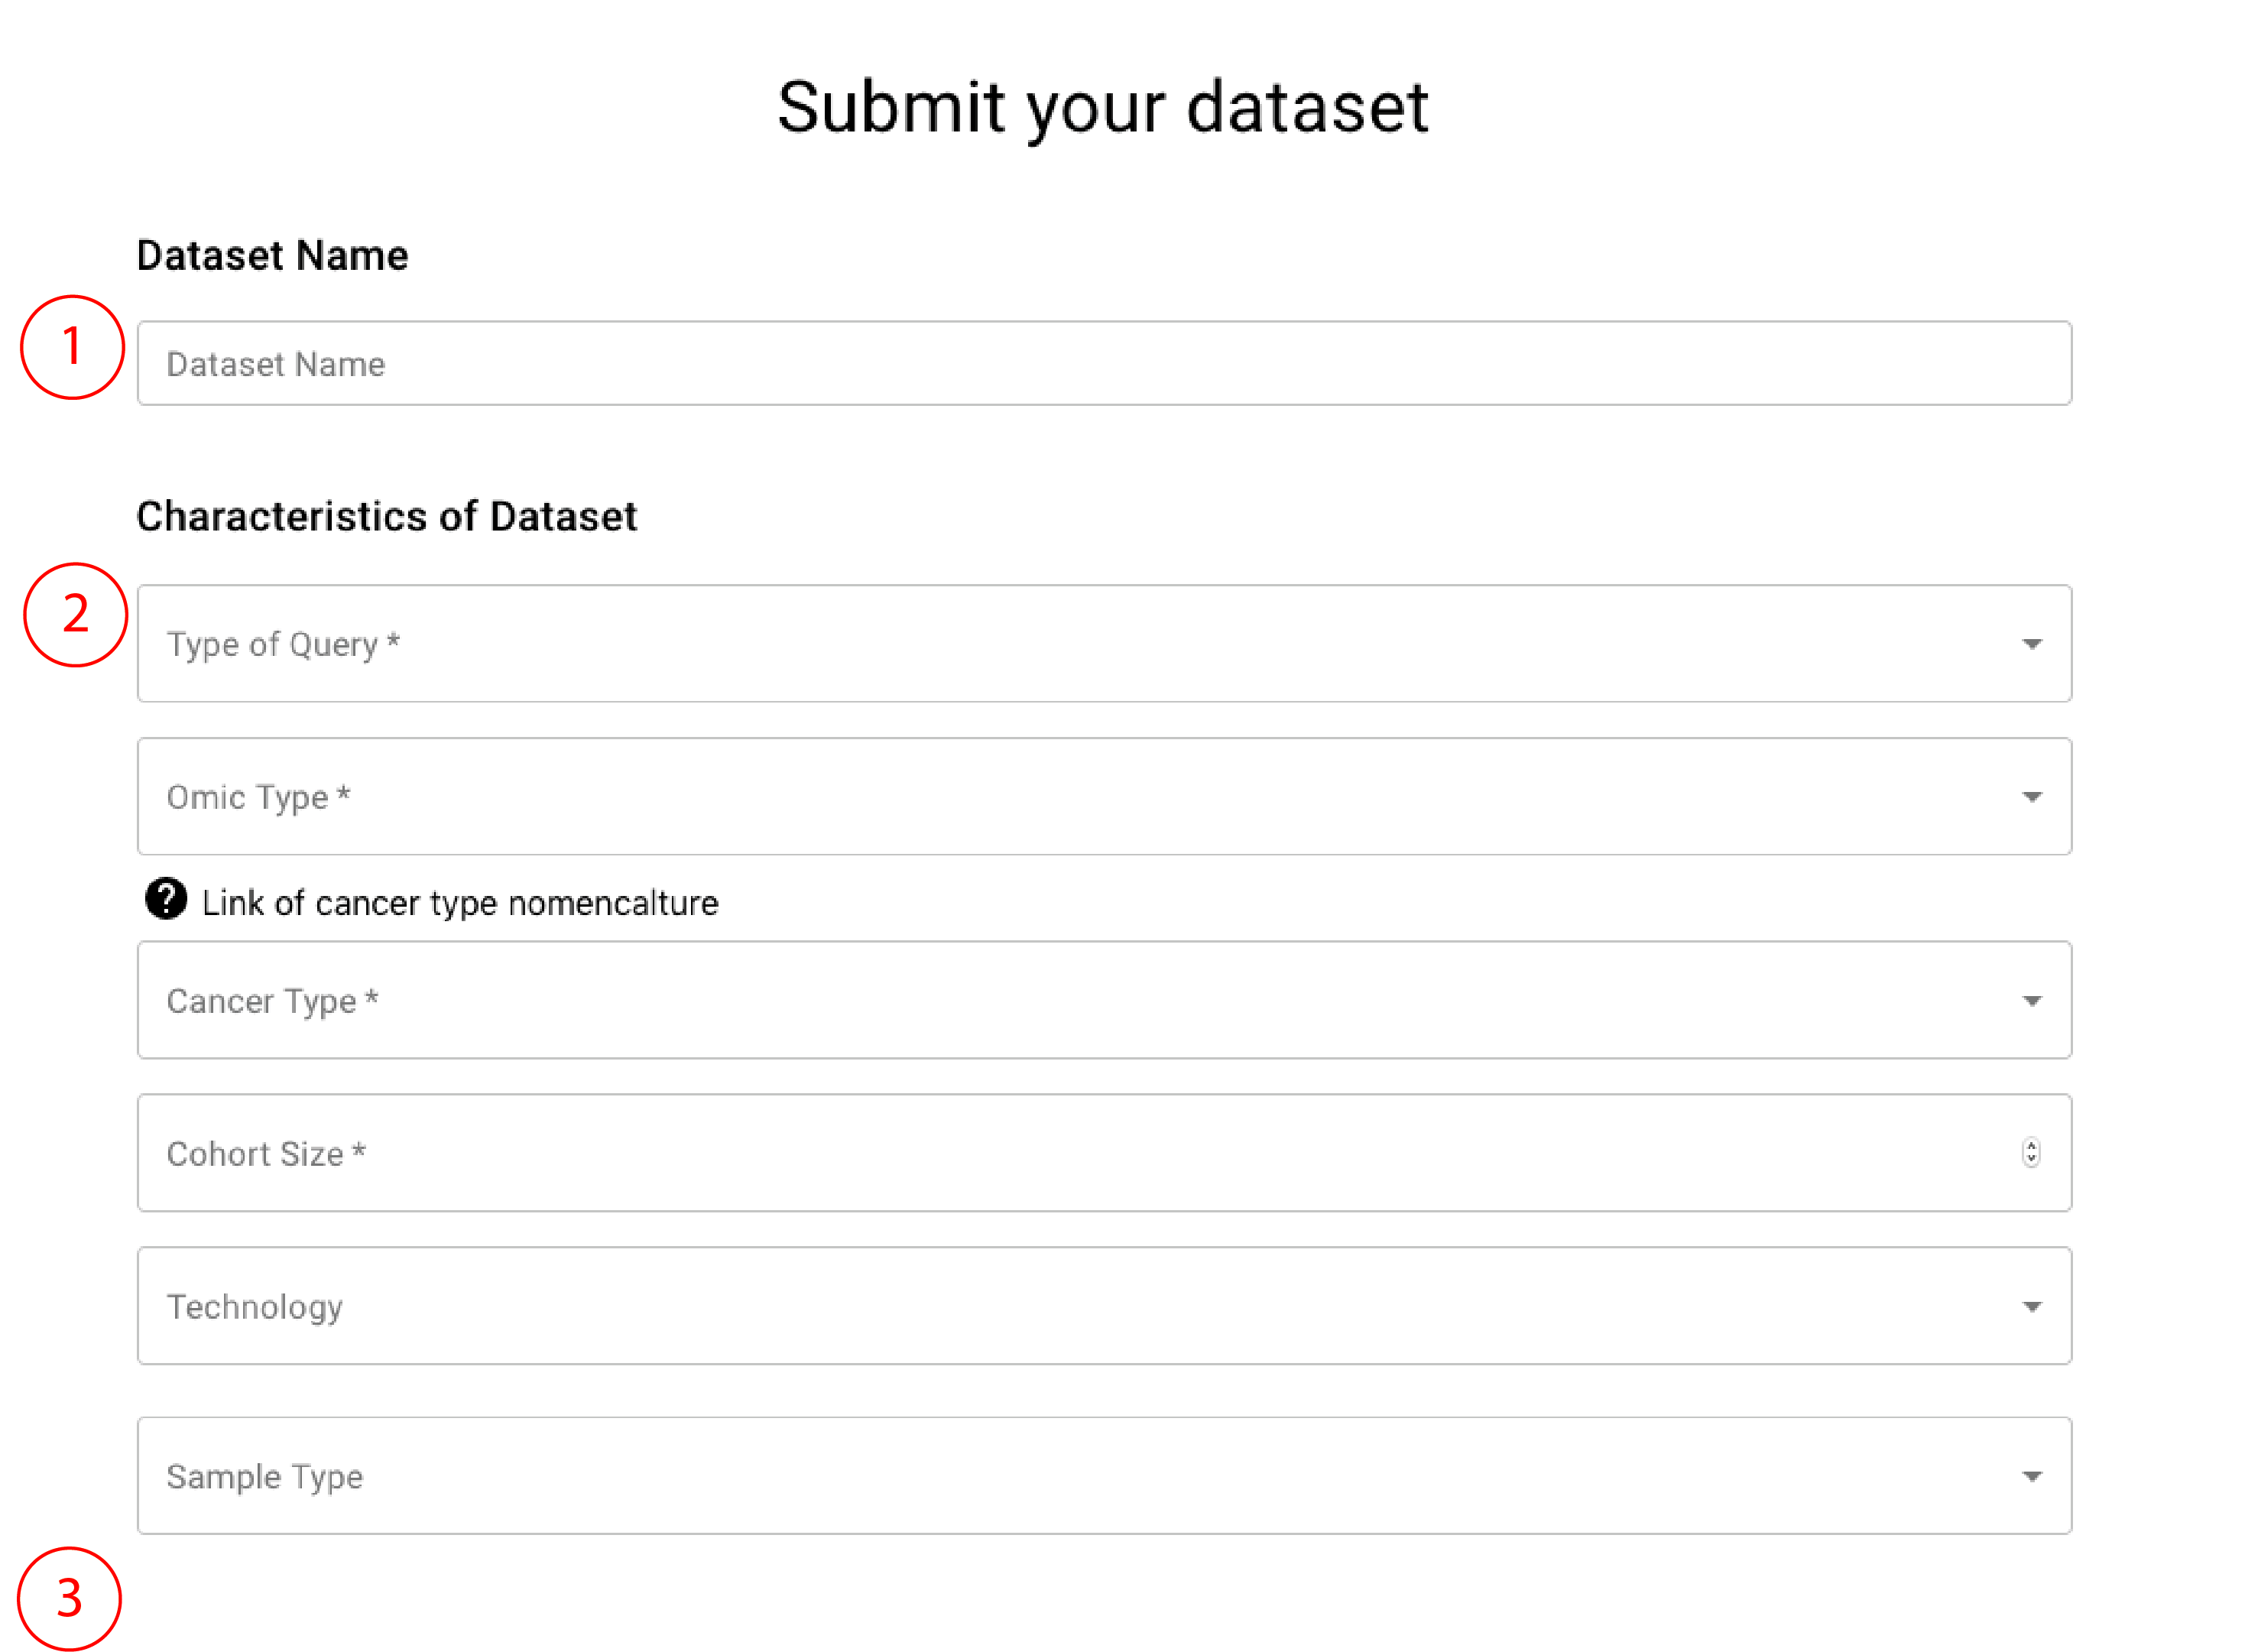 Submit your dataset
Dataset Name
1
Dataset Name
Characteristics of Dataset
2
Type of Query *
Omic Type *
? Link of cancer type nomencalture
Cancer Type *
Cohort Size *
Technology
Sample Type
3